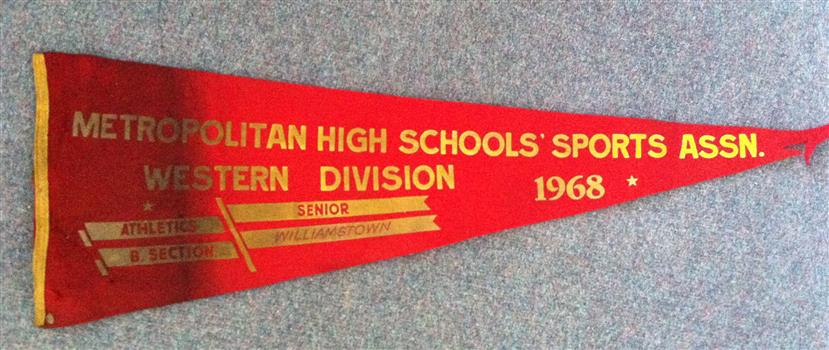 METROPOLITAN HIGH SCHOOLS' SPORTS ASSN.
WESTERN DIVISION 1968
ATHLETICS SENIOR
B. SECTION WILLIAMSTOWN